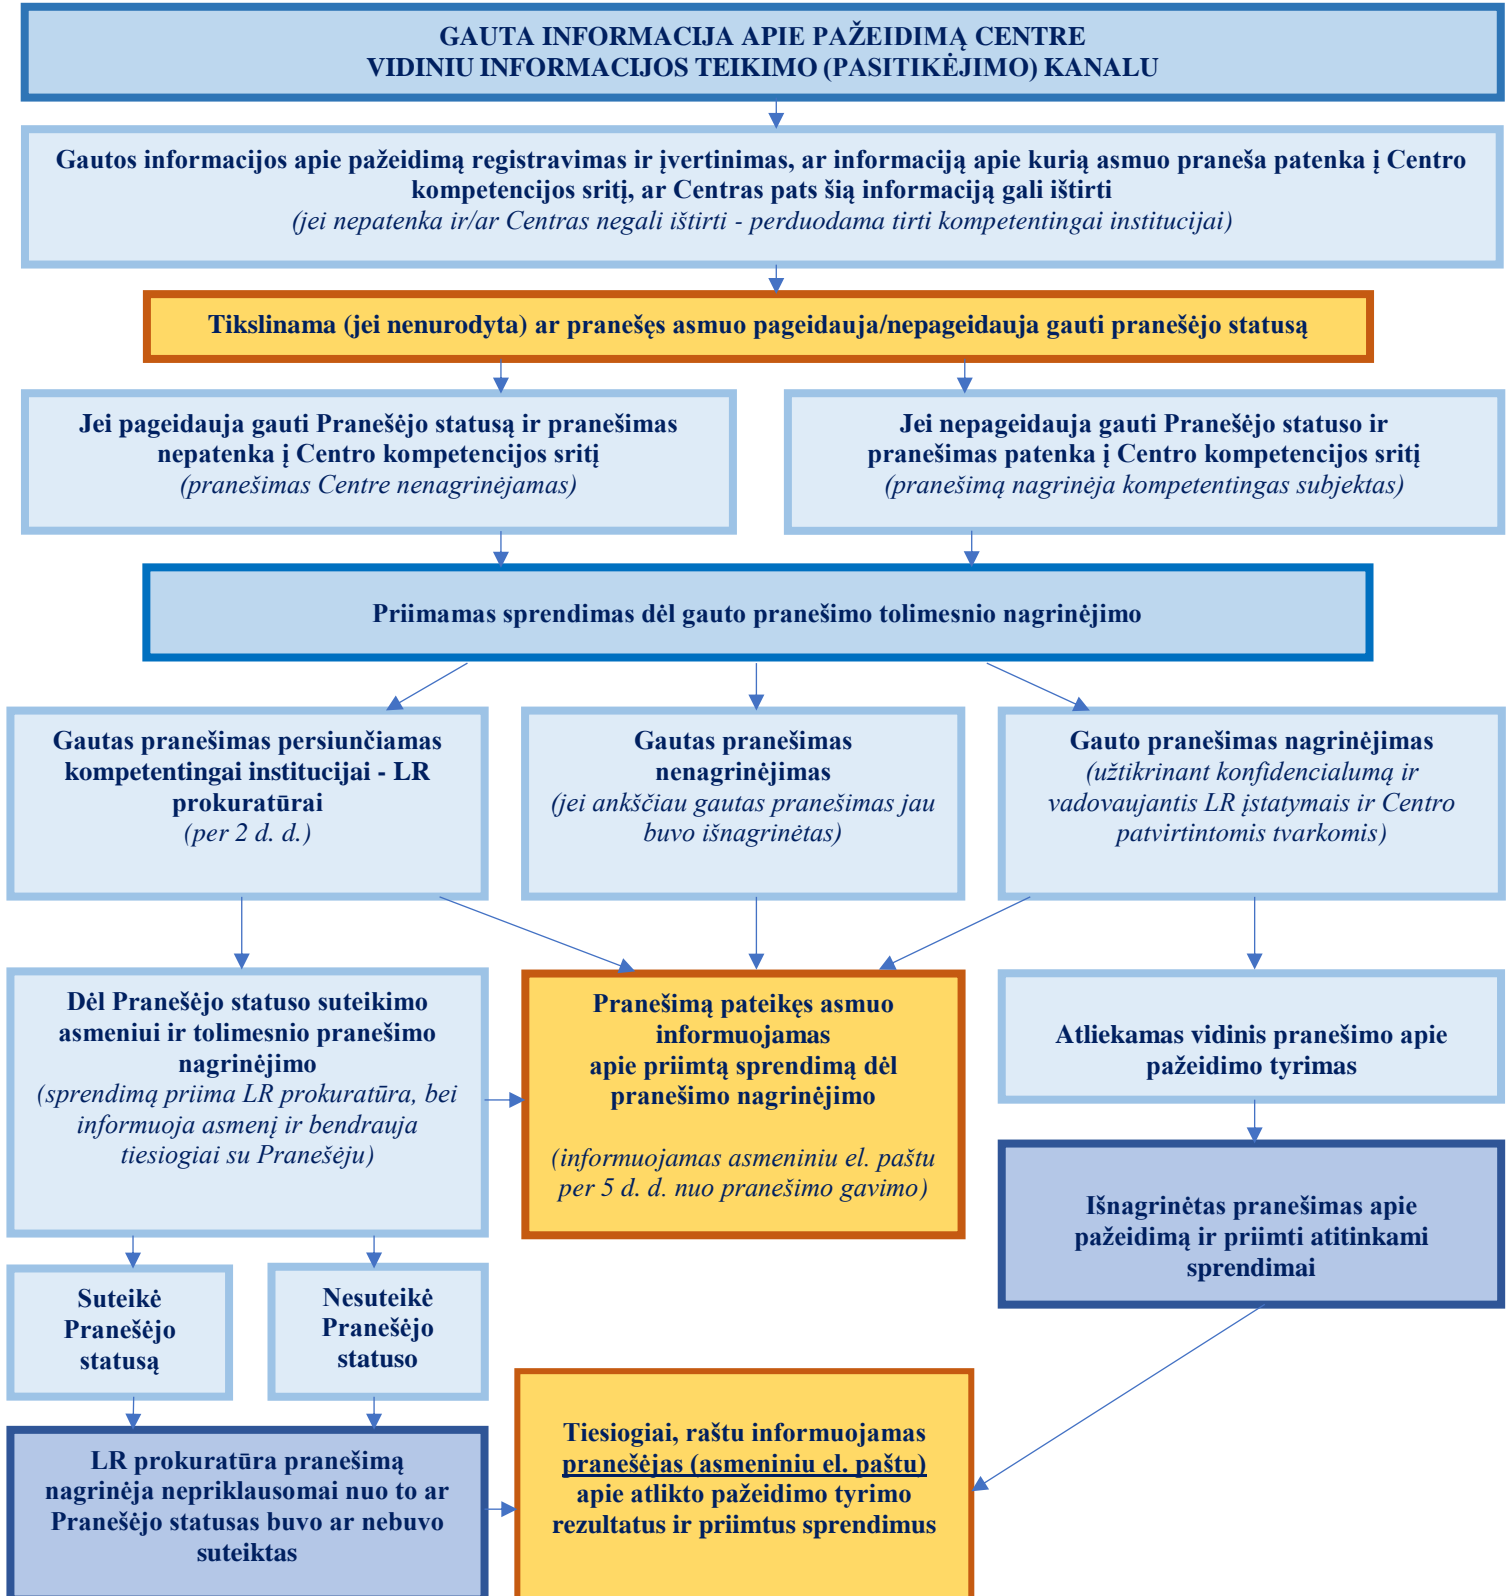 GAUTA INFORMACIJA APIE PAŽEIDIMĄ CENTRE
VIDINIU INFORMACIJOS TEIKIMO (PASITIKĖJIMO) KANALU
Gautos informacijos apie pažeidimą registravimas ir įvertinimas, ar informaciją apie kurią asmuo praneša patenka į Centro
kompetencijos sritį, ar Centras pats šią informaciją gali ištirti
(jei nepatenka ir/ar Centras negali ištirti - perduodama tirti kompetentingai institucijai)
Tikslinama (jei nenurodyta) ar pranešęs asmuo pageidauja/nepageidauja gauti pranešėjo statusą
Jei pageidauja gauti Pranešėjo statusą ir pranešimas
nepatenka į Centro kompetencijos sritį
(pranešimas Centre nenagrinėjamas)
Jei nepageidauja gauti Pranešėjo statuso ir
pranešimas patenka į Centro kompetencijos sritį
(pranešimą nagrinėja kompetentingas subjektas)
Priimamas sprendimas dėl gauto pranešimo tolimesnio nagrinėjimo
Gautas pranešimas persiunčiamas
kompetentingai institucijai - LR
prokuratūrai
(per 2 d. d.)
Gautas pranešimas
nenagrinėjimas
(jei ankščiau gautas pranešimas jau
buvo išnagrinėtas)
Gauto pranešimas nagrinėjimas
(užtikrinant konfidencialumą ir
vadovaujantis LR įstatymais ir Centro
patvirtintomis tvarkomis)
Dėl Pranešėjo statuso suteikimo
asmeniui ir tolimesnio pranešimo
nagrinėjimo
(sprendimą priima LR prokuratūra, bei
informuoja asmenį ir bendrauja
tiesiogiai su Pranešėju)
Pranešimą pateikęs asmuo
informuojamas
apie priimtą sprendimą dėl
pranešimo nagrinėjimo
(informuojamas asmeniniu el. paštu
per 5 d. d. nuo pranešimo gavimo)
Atliekamas vidinis pranešimo apie
pažeidimo tyrimas
Išnagrinėtas pranešimas apie
pažeidimą ir priimti atitinkami
sprendimai
Suteikė
Pranešėjo
statusą
Nesuteikė
Pranešėjo
statuso
LR prokuratūra pranešimą
nagrinėja nepriklausomai nuo to ar
Pranešėjo statusas buvo ar nebuvo
suteiktas
Tiesiogiai, raštu informuojamas
pranešėjas (asmeniniu el. paštu)
apie atlikto pažeidimo tyrimo
rezultatus ir priimtus sprendimus